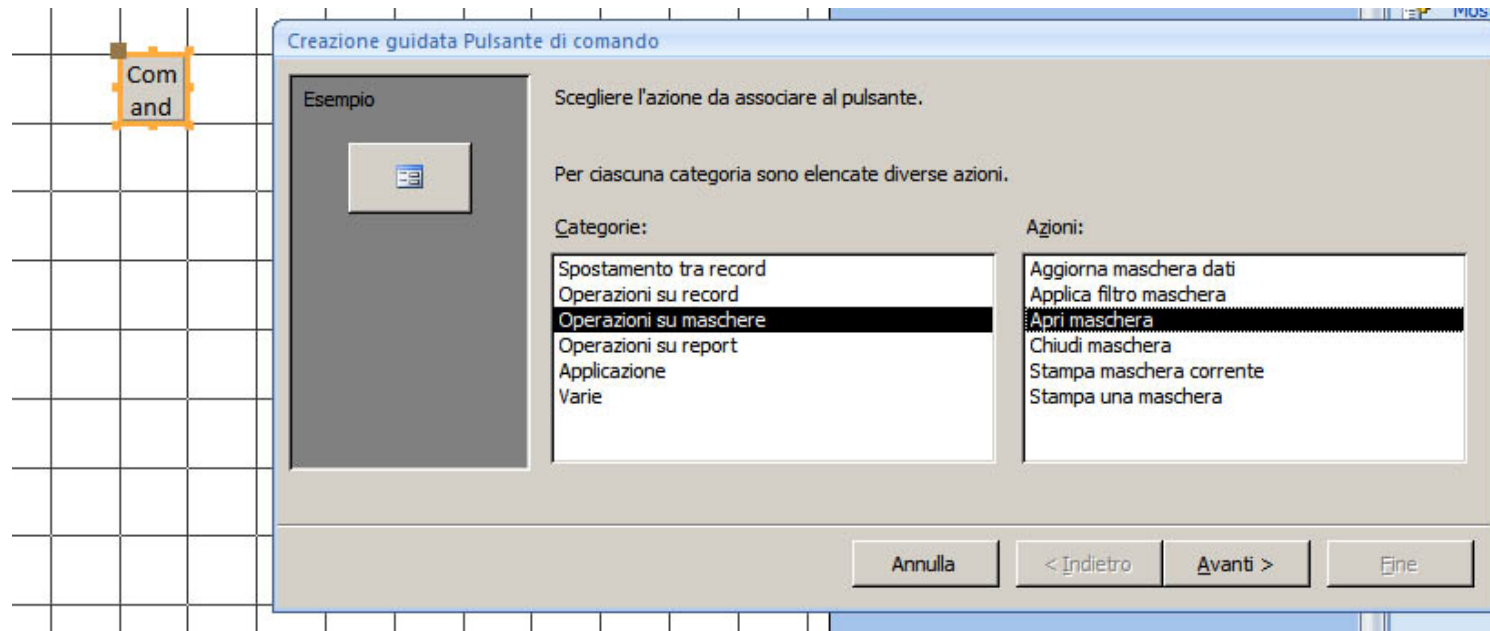 Mos
Creazione guidata Pulsante di comando
Com
and
Esempio
Scegliere l'azione da associare al pulsante.
Per ciascuna categoria sono elencate diverse azioni.
Categorie:
Spostamento tra record
Operazioni su record
Operazioni su maschere
Operazioni su report
Applicazione
Varie
Azioni:
Aggiorna maschera dati
Applica filtro maschera
Apri maschera
Chiudi maschera
Stampa maschera corrente
Stampa una maschera
Annulla
< Indietro
Avanti >
Fine